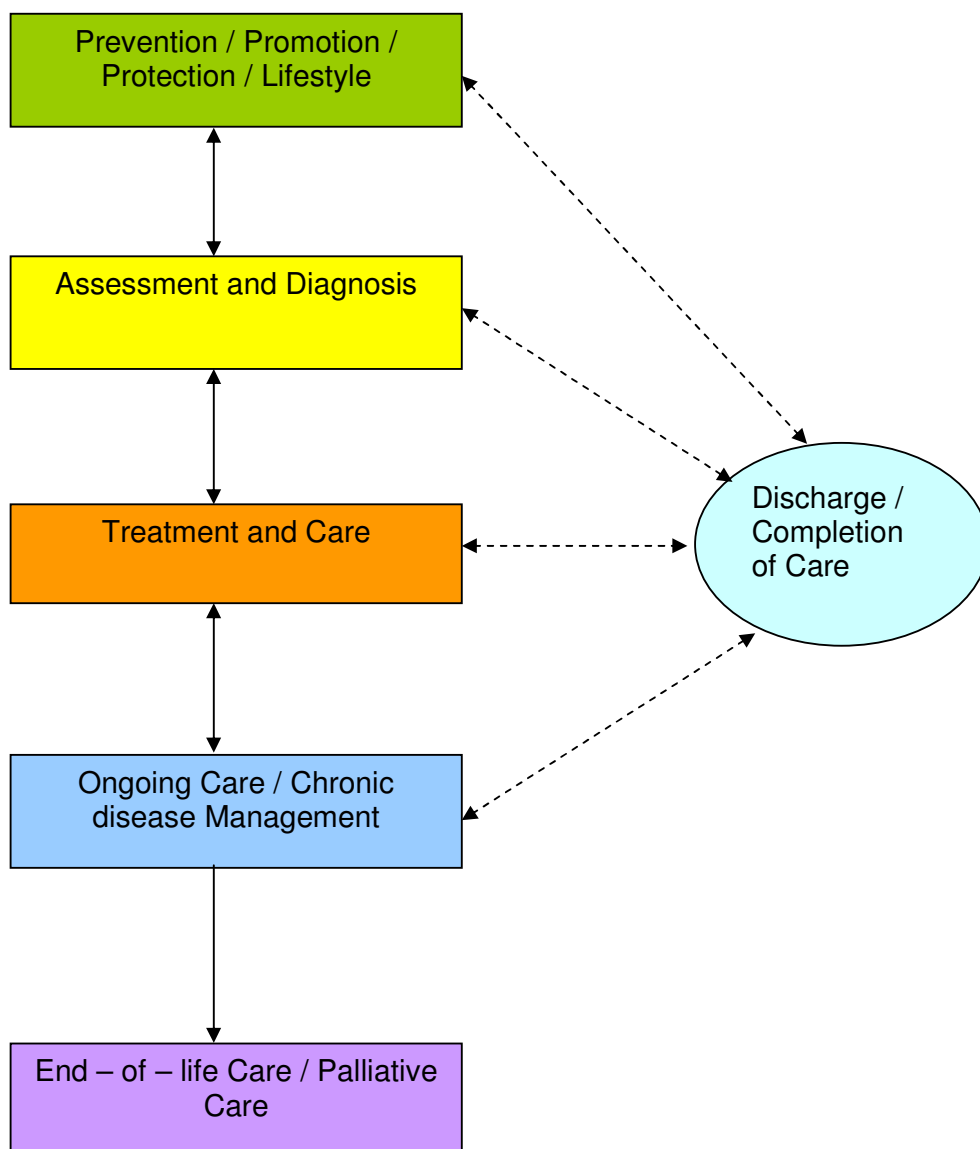 Prevention / Promotion /
Protection / Lifestyle
Assessment and Diagnosis
Treatment and Care
Discharge /
Completion
of Care
Ongoing Care / Chronic
disease Management
End – of – life Care / Palliative
Care